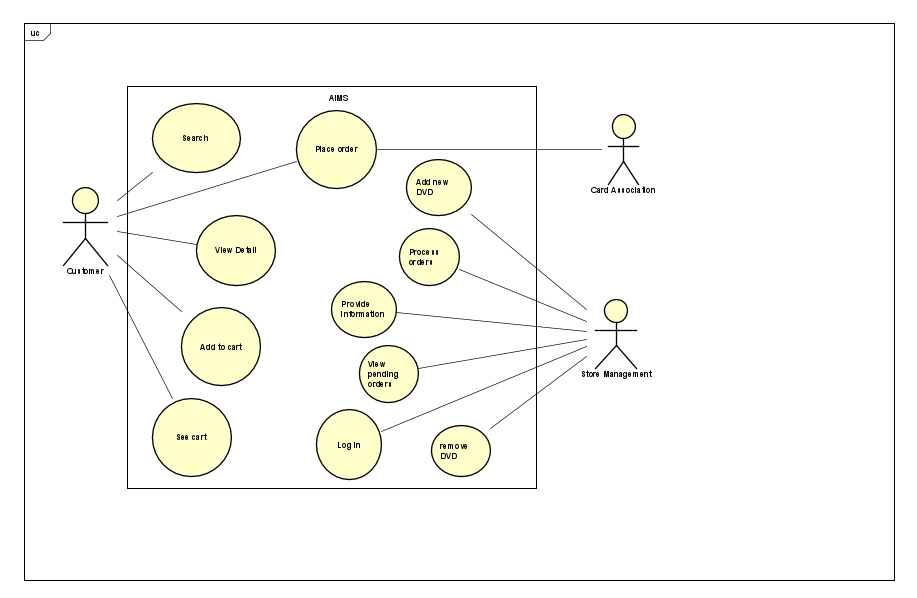 uc
AIMS
Search
Place order
Card Association
Add new
DVD
Customer
View Detail
Process
orders
Provide
Information
Add to cart
View
pending
orders
Store Management
See cart
Log in
remove
DVD